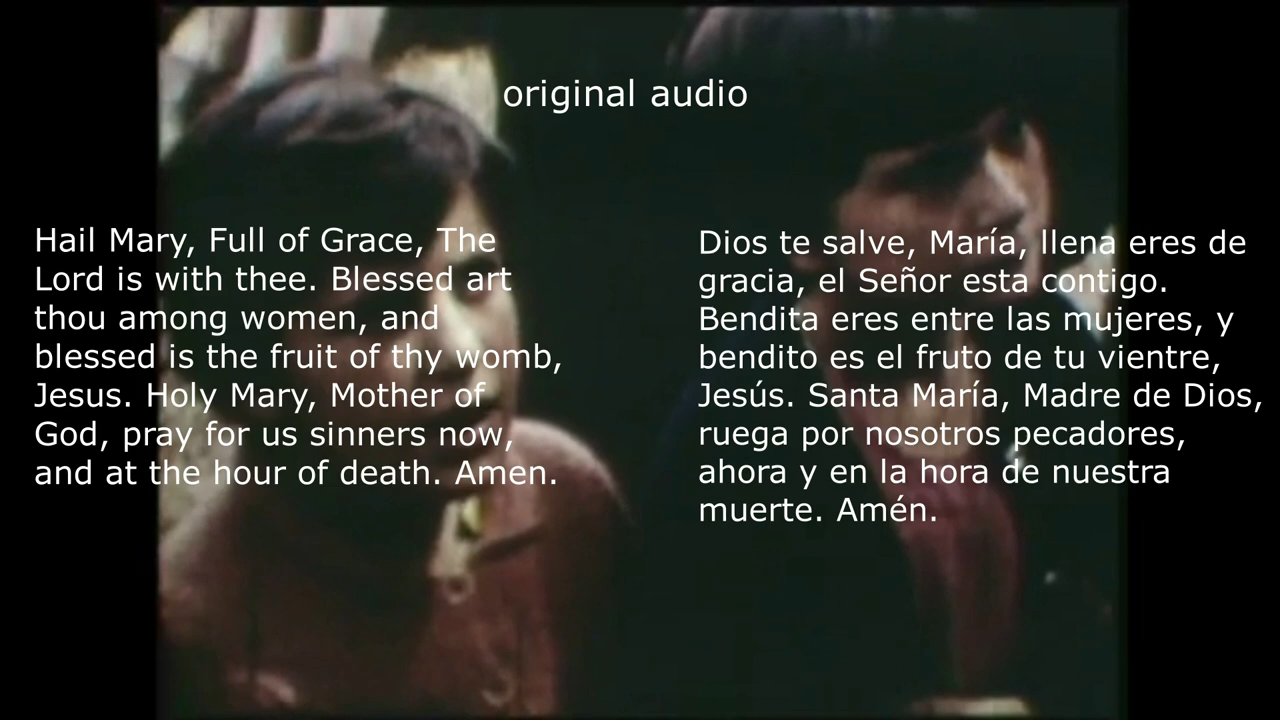 original audio
Hail Mary, Full of Grace, The
Lord is with thee. Blessed art
thou among women, and
blessed is the fruit of thy womb,
Jesus. Holy Mary, Mother of
God, pray for us sinners now,
and at the hour of death. Amen.
Dios te salve, María, llena eres de
gracia, el Señor esta contigo.
Bendita eres entre las mujeres, y
bendito es el fruto de tu vientre,
Jesús. Santa María, Madre de Dios,
ruega por nosotros pecadores,
ahora y en la hora de nuestra
muerte. Amén.